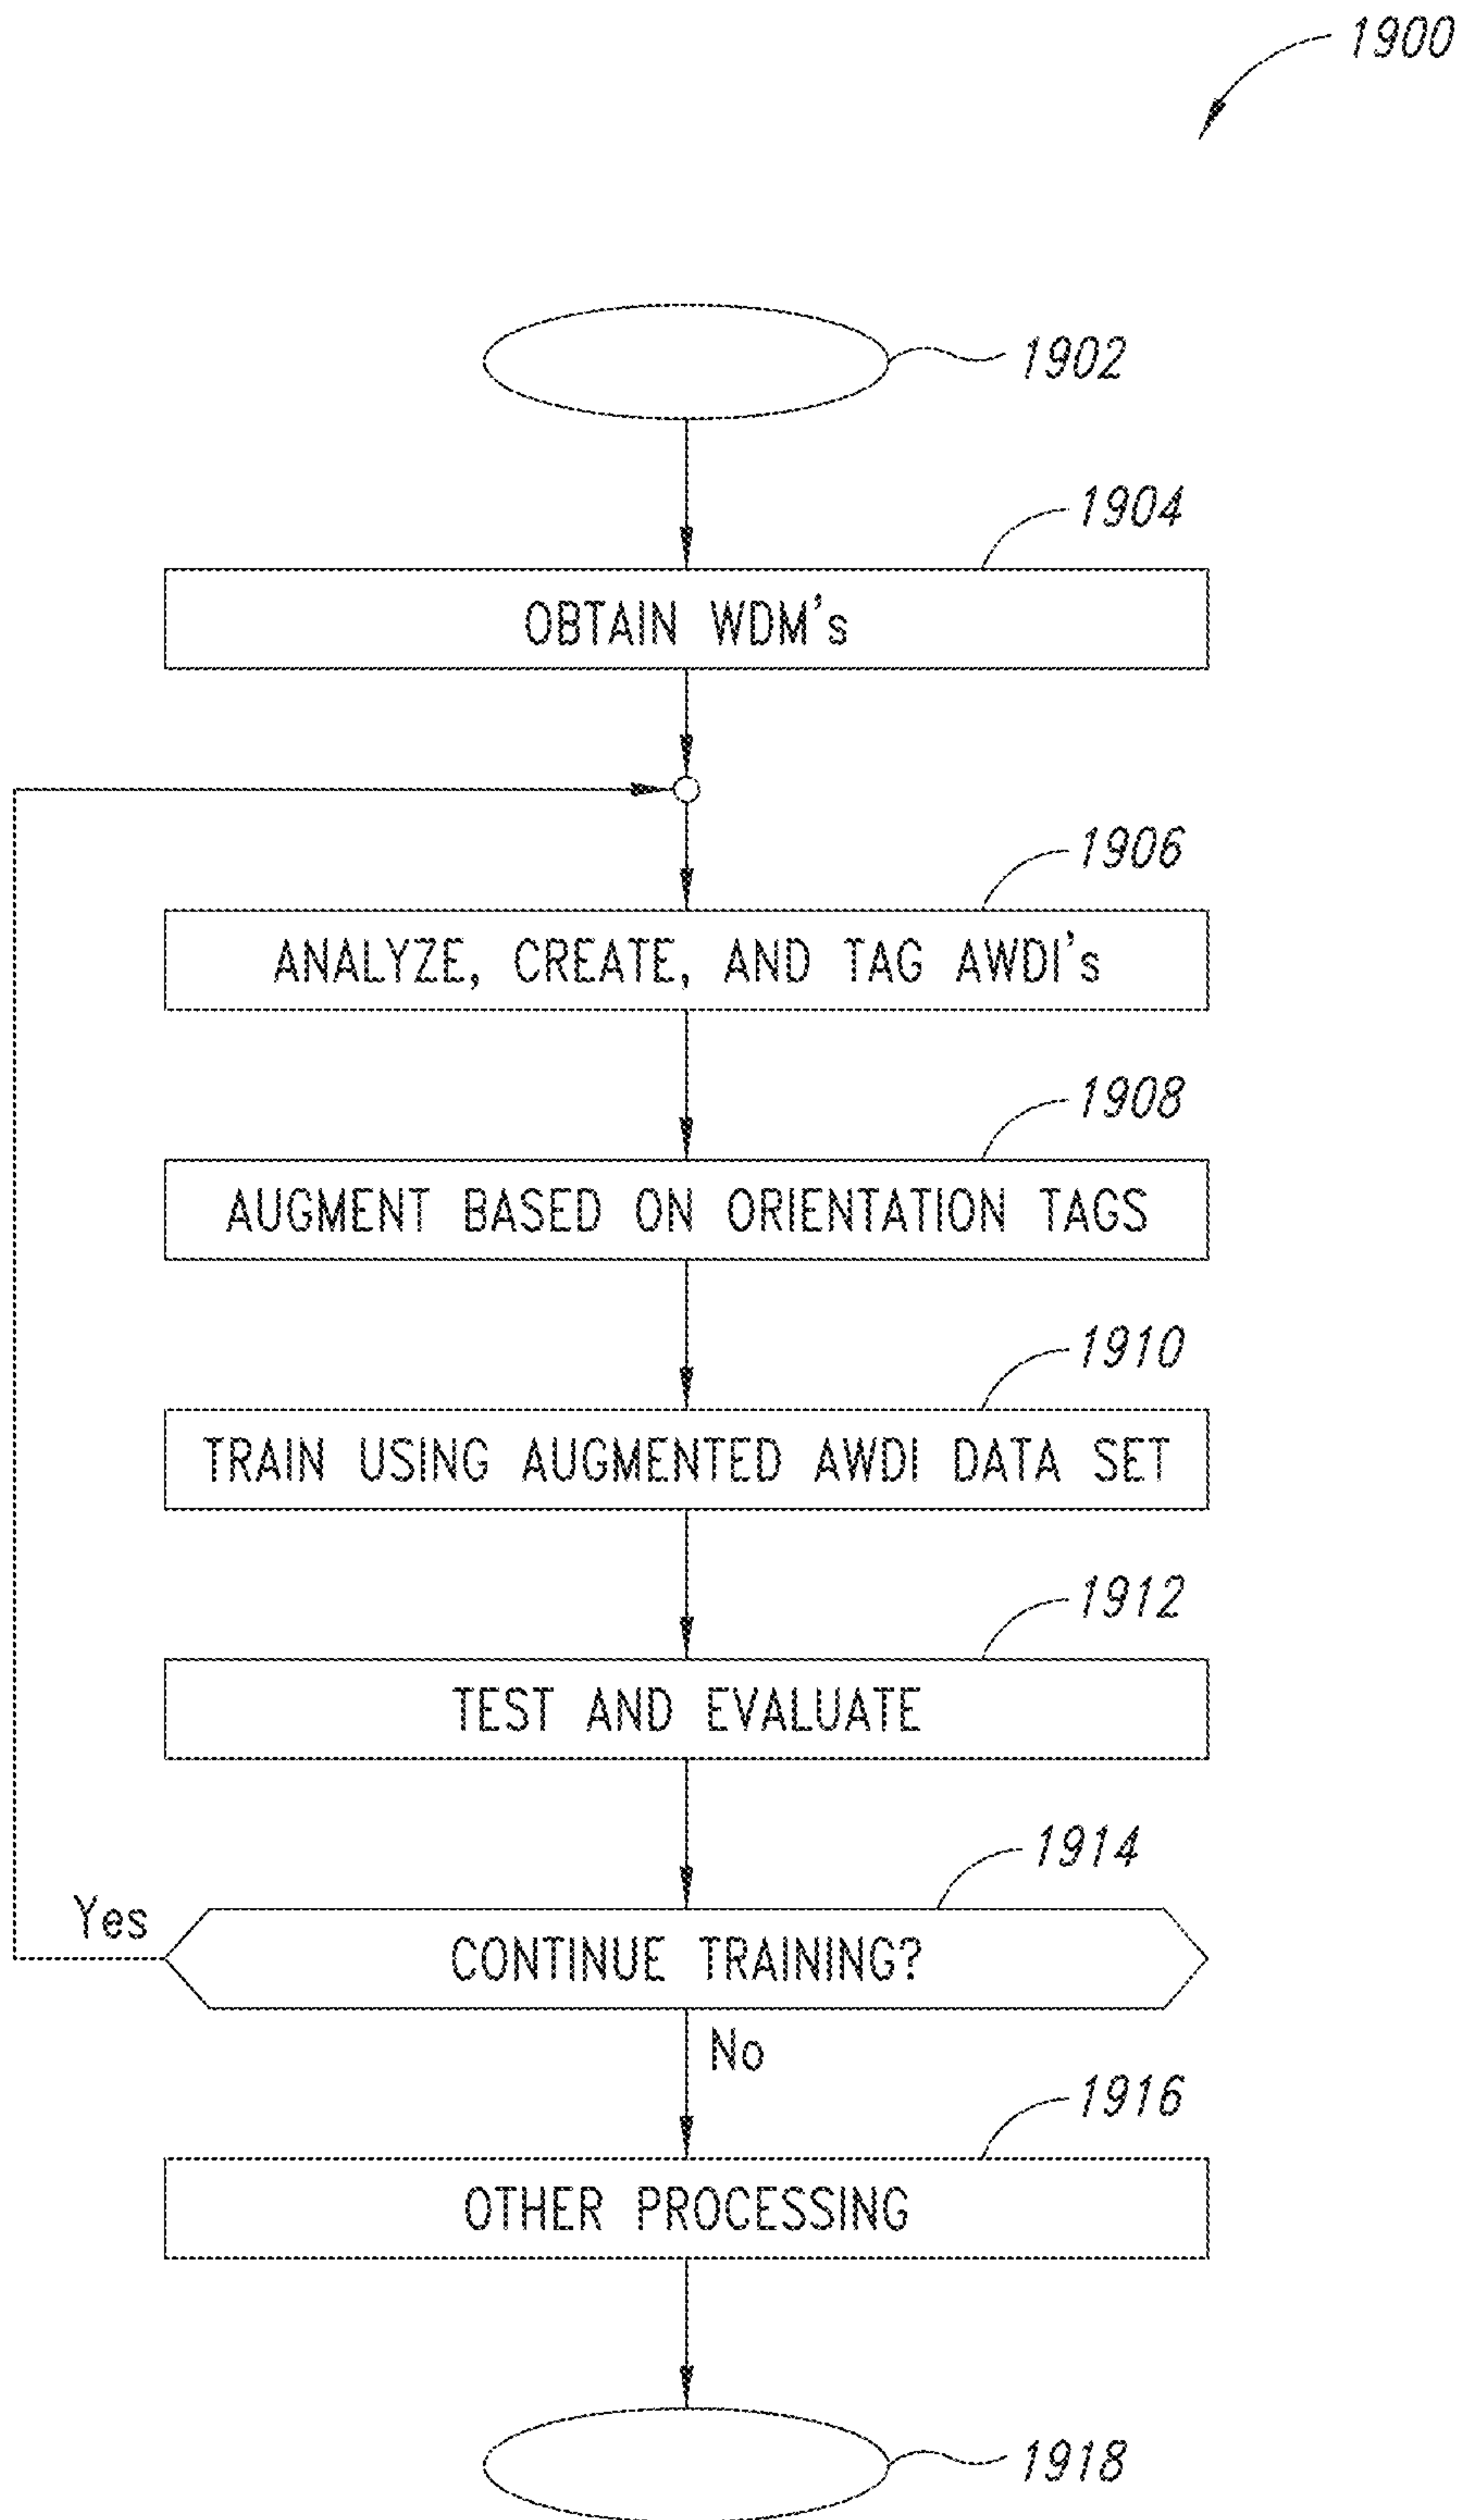 1900
1902
1904
OBTAIN WDM's
1906
ANALYZE, CREATE, AND TAG AWDI's
1908
AUGMENT BASED ON ORIENTATION TAGS
1910
TRAIN USING AUGMENTED AWDI DATA SET
1912
TEST AND EVALUATE
1914
Yes
CONTINUE TRAINING?
No
1916
OTHER PROCESSING
1918